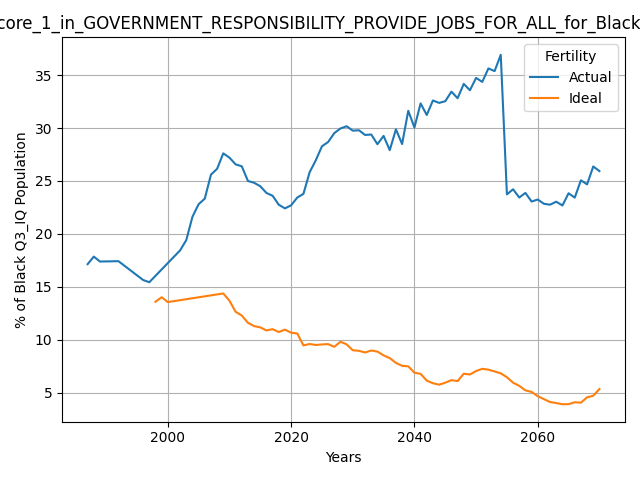 core_1_in_GOVERNMENT_RESPONSIBILITY_PROVIDE_JOBS_FOR_ALL_for_Black
Fertility
Actual
Ideal
35
30
25
20
15
10
5
% of Black Q3_IQ Population
2000
2020
2040
2060
Years